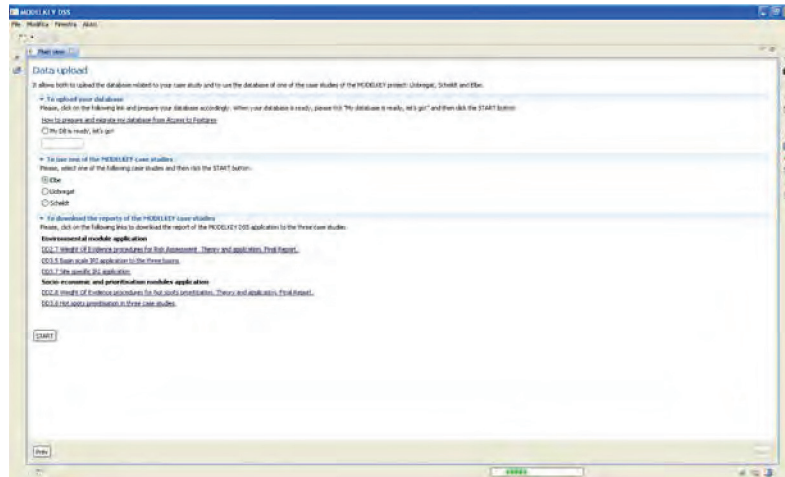 MODELKEY DSS
File Modifica Finestra Aiuto
Main view
Data upload
It allows both to upload the database related to your case study and to use the database of one of the case studies of the MODELKEY project: Llobregat, Scheldt and Elbe.
To upload your database
Please, click on the following link and prepare your database accordingly. When your database is ready, please tick "My database is ready, let's go!" and then click the START button
How to prepare and migrate my database from Access to Postgres
My DB is ready, let's go!
To use one of the MODELKEY case studies
Please, select one of the following case studies and then click the START button.
Elbe
Llobregat
Scheldt
To download the reports of the MODELKEY case studies
Please, click on the following links to download the report of the MODELKEY DSS application to the three case studies.
Environmental module application
DD2.7 Weight Of Evidence procedures for Risk Assessment. Theory and application. Final Report.
DD3.5 Basin scale IRI application to the three basins
DD3.7 Site specific IRI application
Socio economic and prioritisation modules application
DD2.8 Weight Of Evidence procedures for hot spots prioritisation. Theory and application. Final Report.
DD3.8 Hot spots prioritisation in three case studies.
START
Prev